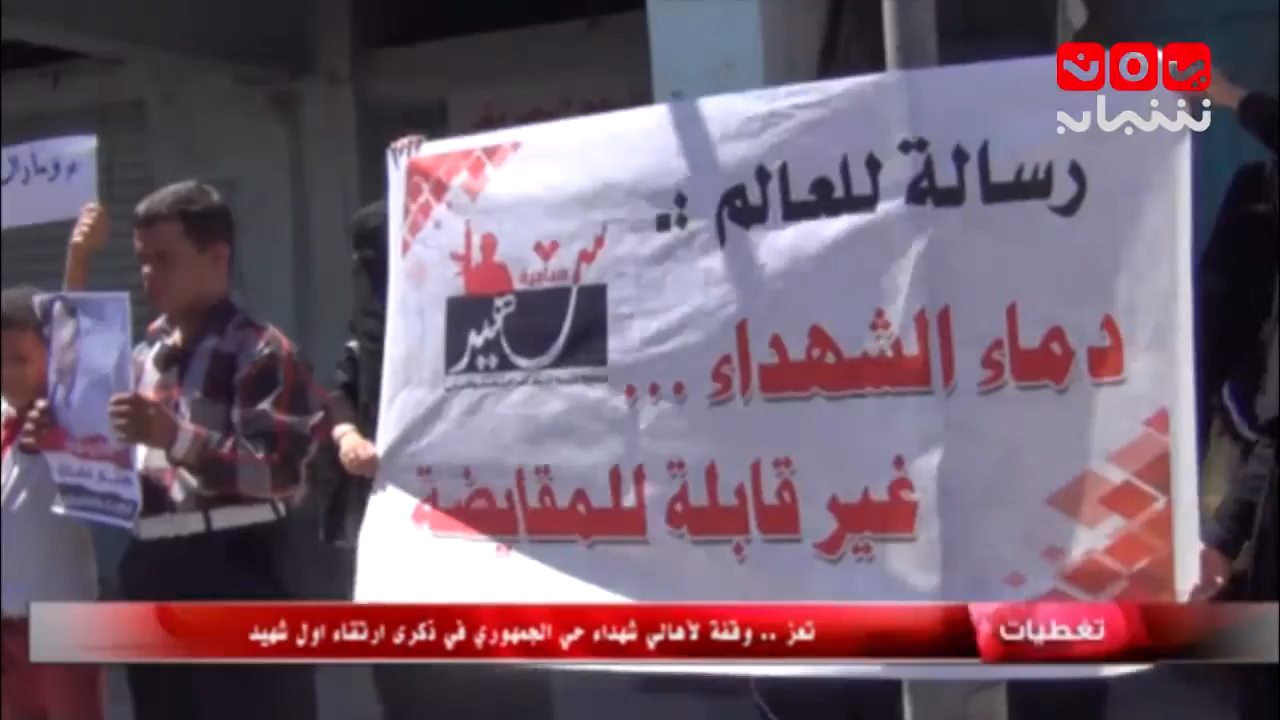 يمن
شباب
رسالة للعالم :.
دماء الشهداء ...
غير قابلة للمقايضة
شهيد
تغطيات
تعز .. وقفة لأهالي شهداء حي الجمهوري في ذكرى ارتقاء اول شهيد